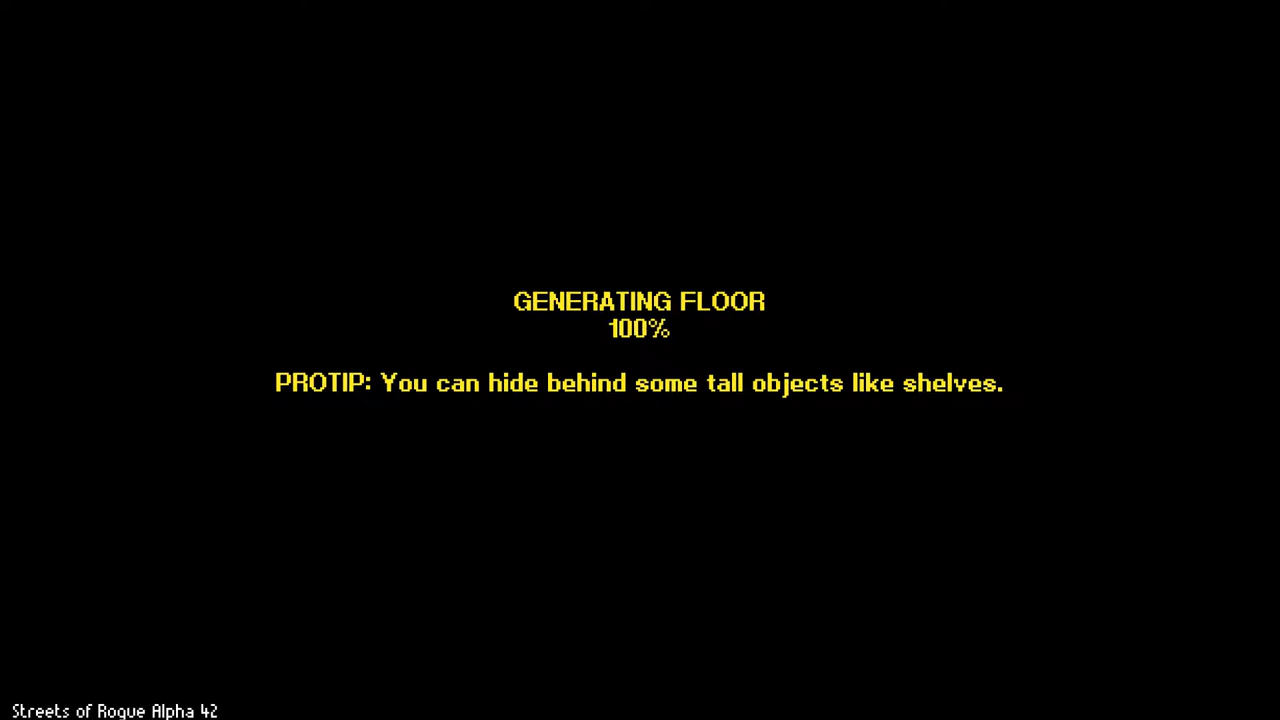 GENERATING FLOOR
100%
PROTIP: You can hide behind some tall objects like shelves.
Streets of Rogue Alpha 42